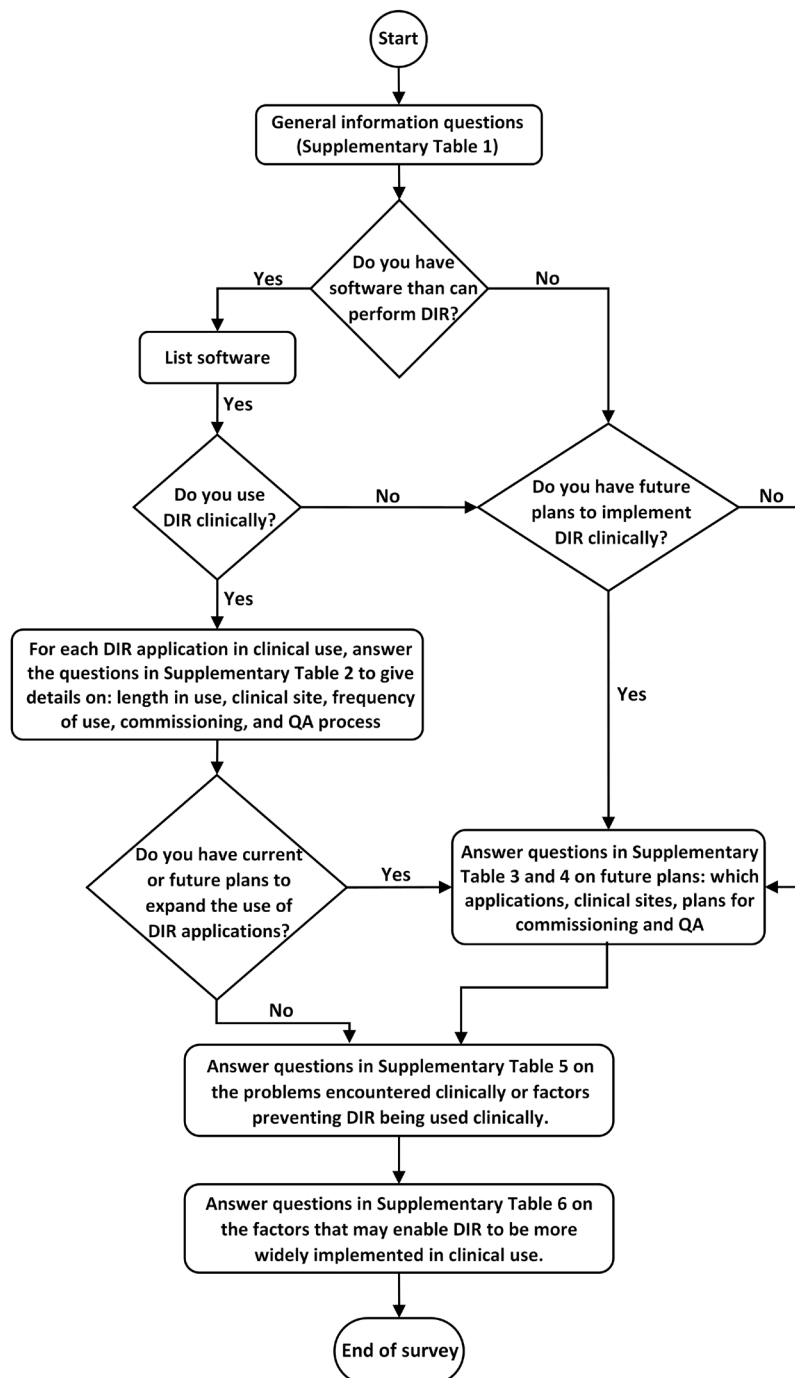 Start
General information questions
(Supplementary Table 1)
Do you have
software than can
perform DIR?
Yes
No
List software
Yes
Do you use
DIR clinically?
No
Do you have future
plans to implement
DIR clinically?
No
Yes
For each DIR application in clinical use, answer
the questions in Supplementary Table 2 to give
details on: length in use, clinical site, frequency
of use, commissioning, and QA process
Yes
Do you have current
or future plans to
expand the use of
DIR applications?
Yes
Answer questions in Supplementary
Table 3 and 4 on future plans: which
applications, clinical sites, plans for
commissioning and QA
No
Answer questions in Supplementary Table 5 on
the problems encountered clinically or factors
preventing DIR being used clinically.
Answer questions in Supplementary Table 6 on
the factors that may enable DIR to be more
widely implemented in clinical use.
End of survey